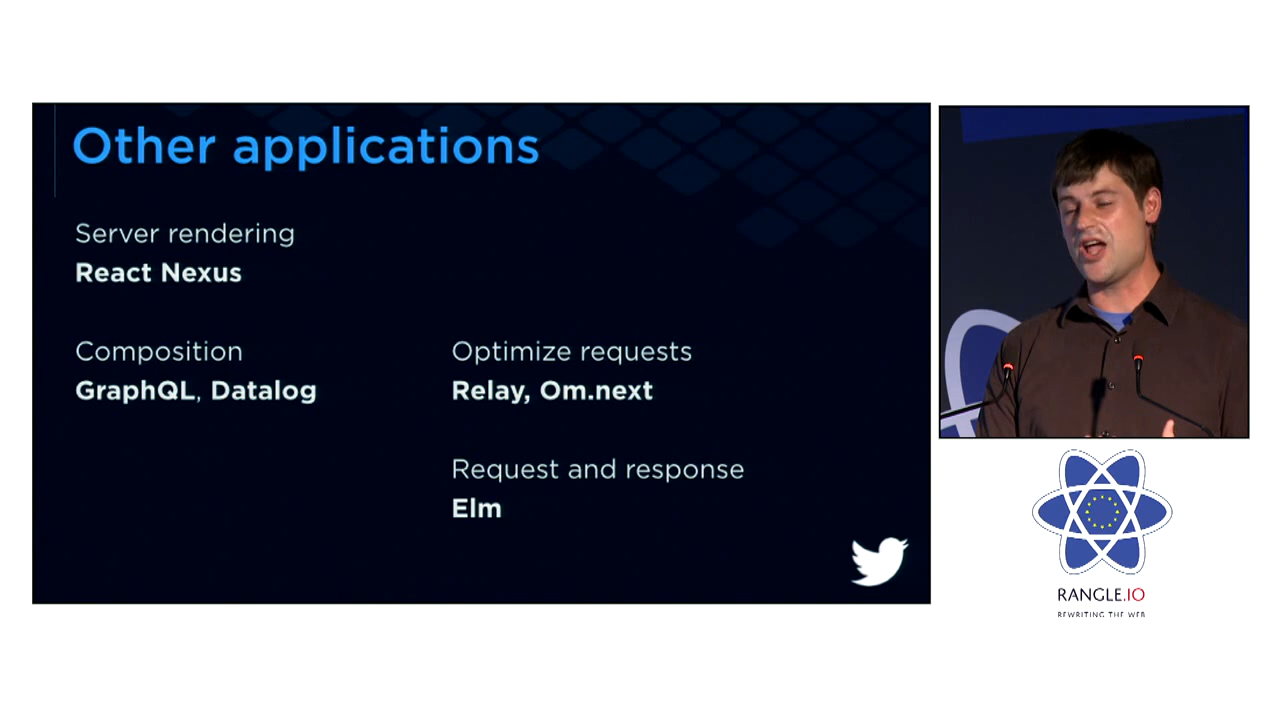 Other applications
Server rendering
React Nexus
Composition
GraphQL, Datalog
Optimize requests
Relay, Om.next
Request and response
Elm
RANGLE.IO
REWRITING THE WEB